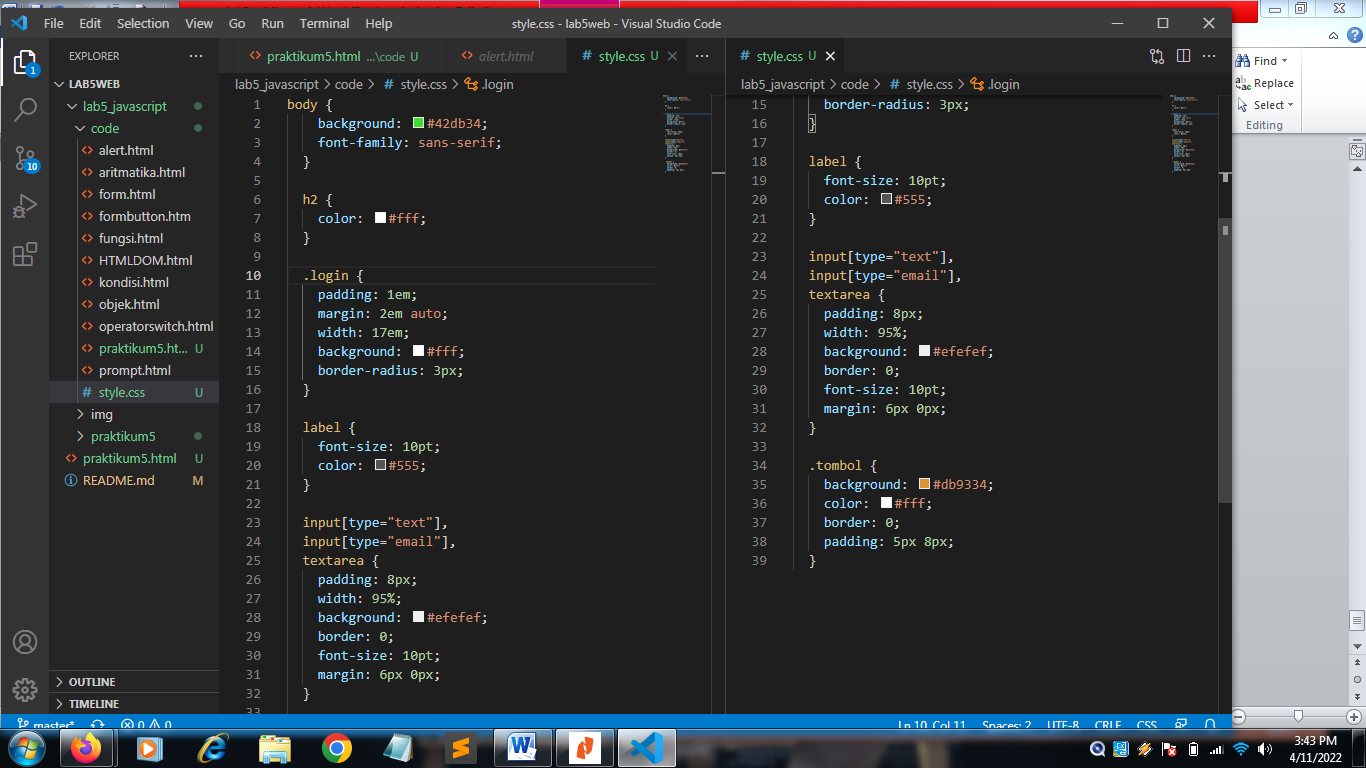 File Edit Selection View Go Run Terminal Help
style.css - lab5web - Visual Studio Code
EXPLORER
LAB5WEB
lab5_javascript
code
alert.html
aritmatika.html
form.html
formbutton.htm
fungsi.html
HTMLDOM.html
kondisi.html
objek.html
operatorswitch.html
praktikum5.ht... U
prompt.html
style.css U
img
praktikum5
praktikum5.html U
README.md M
OUTLINE
TIMELINE
1
10
praktikum5.html ...\code U
alert.html
# style.css U
lab5_javascript > code > # style.css > .login
1 body {
2 background: #42db34;
3 font-family: sans-serif;
4 }
5
6 h2 {
7 color: #fff;
8 }
9
10 .login {
11 padding: 1em;
12 margin: 2em auto;
13 width: 17em;
14 background: #fff;
15 border-radius: 3px;
16 }
17
18 label {
19 font-size: 10pt;
20 color: #555;
21 }
22
23 input[type="text"],
24 input[type="email"],
25 textarea {
26 padding: 8px;
27 width: 95%;
28 background: #efefef;
29 border: 0;
30 font-size: 10pt;
31 margin: 6px 0px;
32 }
33
# style.css U
lab5_javascript > code > # style.css > .login
15 border-radius: 3px;
16 }
17
18 label {
19 font-size: 10pt;
20 color: #555;
21 }
22
23 input[type="text"],
24 input[type="email"],
25 textarea {
26 padding: 8px;
27 width: 95%;
28 background: #efefef;
29 border: 0;
30 font-size: 10pt;
31 margin: 6px 0px;
32 }
33
34 .tombol {
35 background: #db9334;
36 color: #fff;
37 border: 0;
38 padding: 5px 8px;
39 }
Find
Replace
Select
Editing
master* 0 0
Ln 10, Col 11 Spaces: 2 UTF-8 CRLF CSS
3:43 PM
4/11/2022